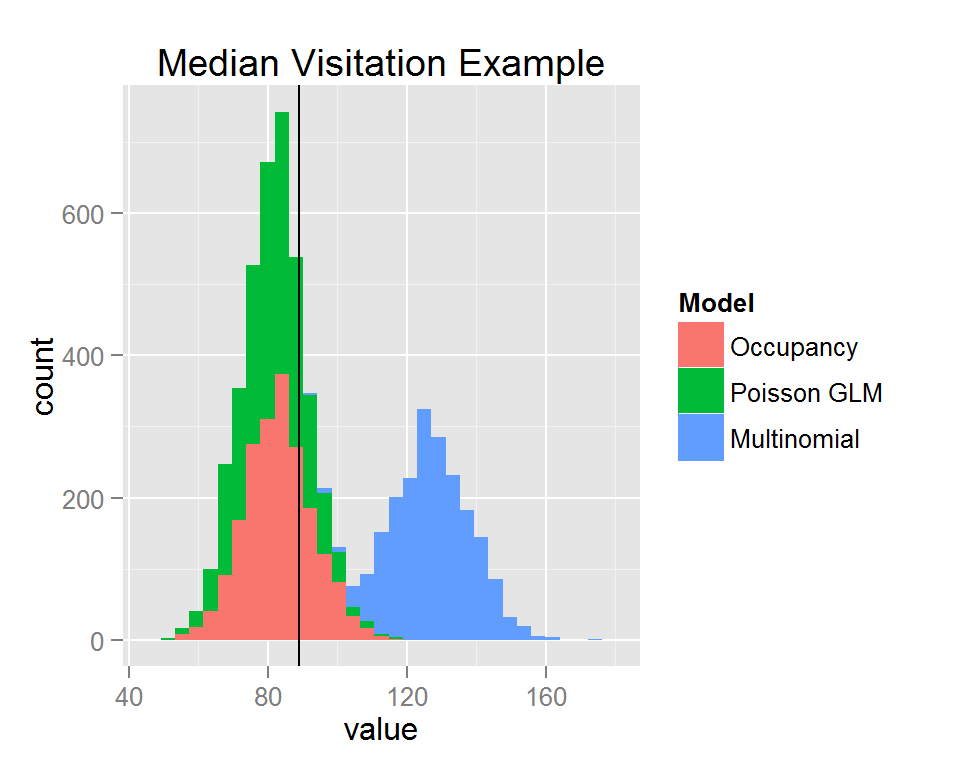 Median Visitation Example
600
400
200
0
count
40 80 120 160
value
Model
Occupancy
Poisson GLM
Multinomial